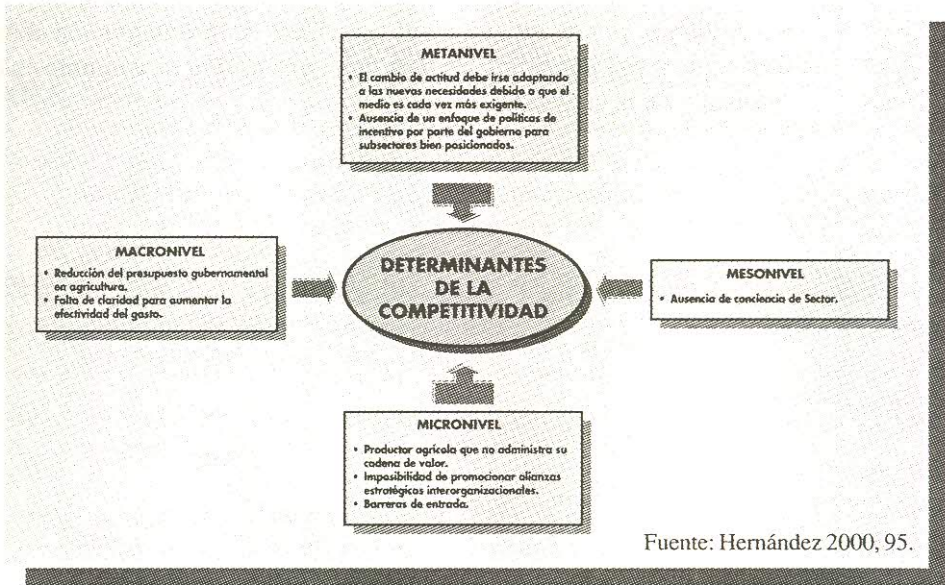 METANIVEL
• El cambio de actitud debe irse adaptando
a las nuevas necesidades debido a que el
medio es cada vez más exigente.
• Ausencia de un enfoque de políticas de
incentivo por parte del gobierno para
subsectores bien posicionados.
MACRONIVEL
• Reducción del presupuesto gubernamental
en agricultura.
• Falta de claridad para aumentar la
efectividad del gasto.
DETERMINANTES
DE LA
COMPETITIVIDAD
MESONIVEL
• Ausencia de conciencia de Sector.
MICRONIVEL
• Productor agrícola que no administra su
cadena de valor.
• Imposibilidad de promocionar alianzas
estratégicas interorganizacionales.
• Barreras de entrada.
Fuente: Hernández 2000, 95.